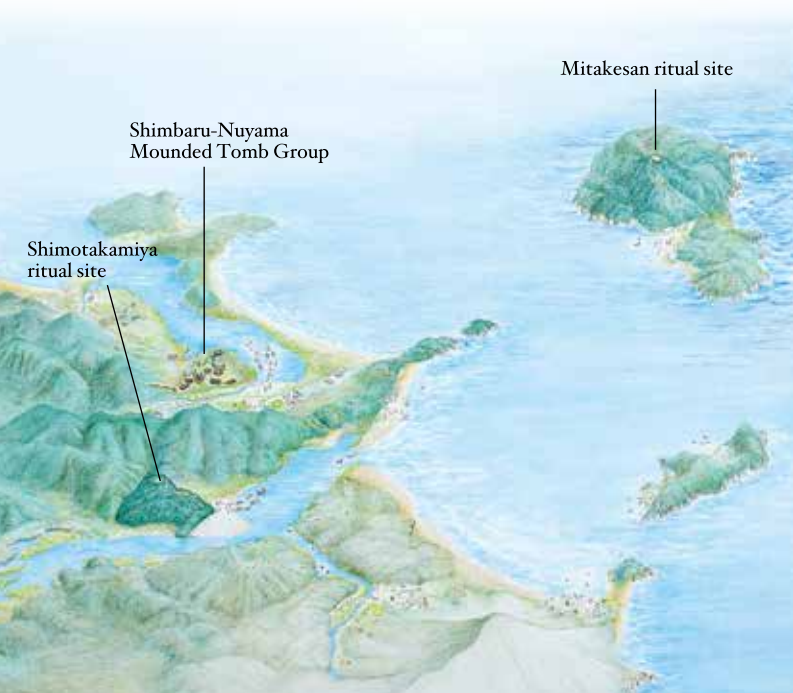 Mitakesan ritual site
Shimbaru-Nuyama
Mounded Tomb Group
Shimotakamiya
ritual site